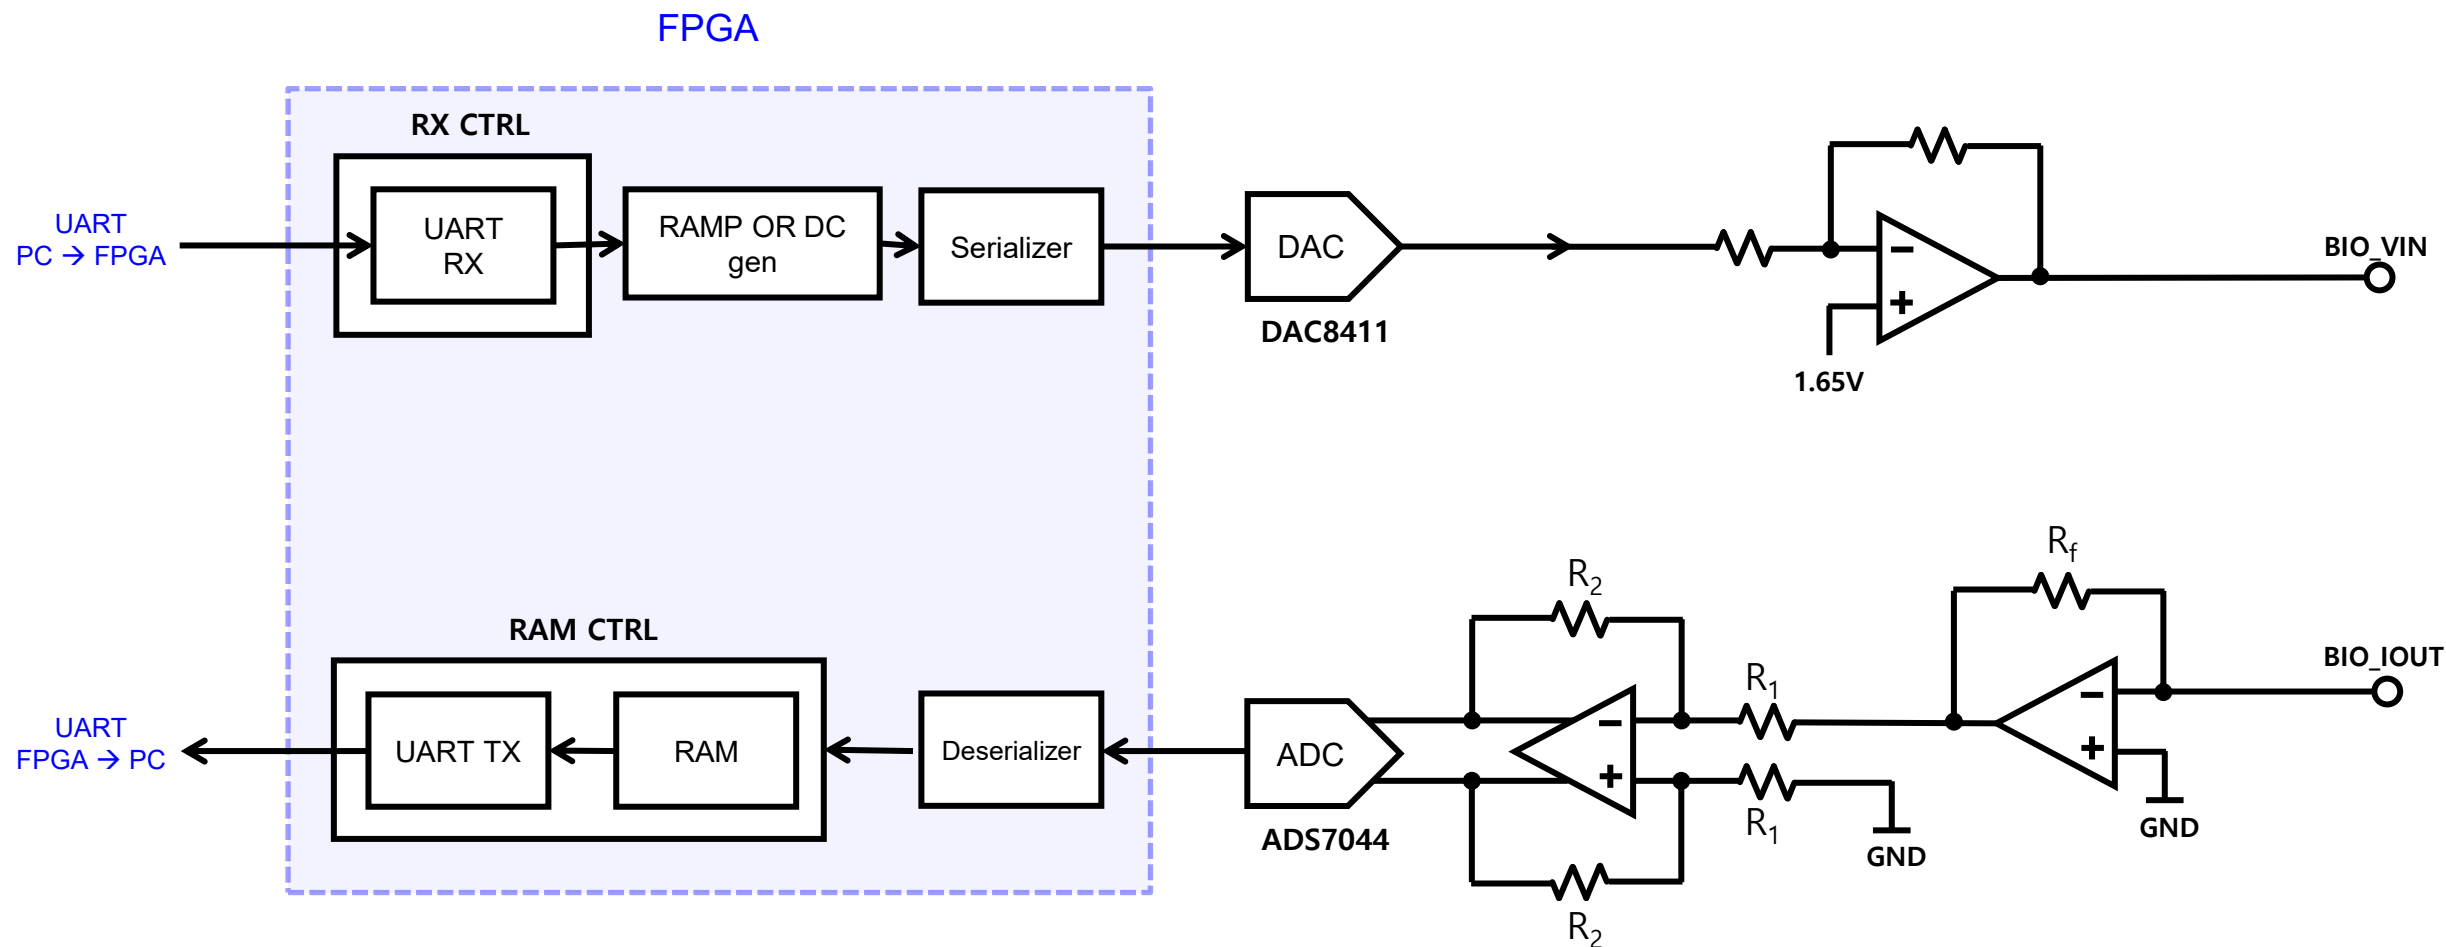 FPGA
RX CTRL
UART
PC → FPGA
UART
RX
RAMP OR DC
gen
Serializer
DAC
DAC8411
−
+
1.65V
BIO_VIN
RAM CTRL
UART
FPGA → PC
UART TX
RAM
Deserializer
ADC
ADS7044
R2
−
+
R2
R1
R1
GND
Rf
−
+
GND
BIO_IOUT